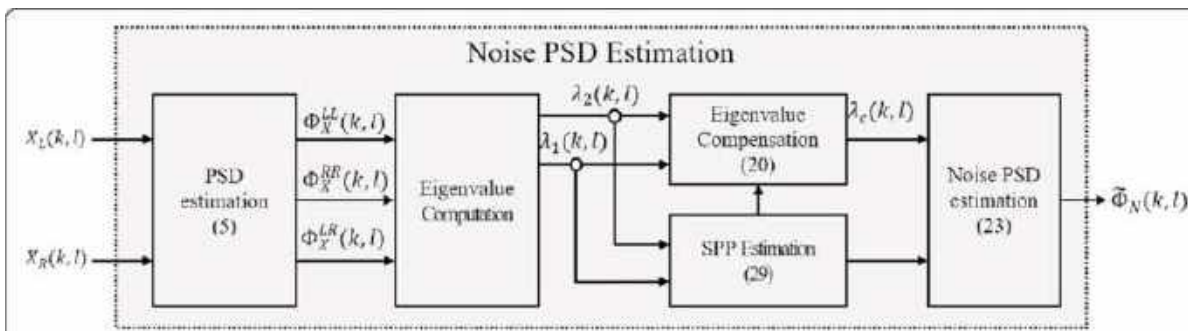 Noise PSD Estimation
X_L(k,l)
X_R(k,l)
PSD
estimation
(5)
Φ_X^{LL}(k,l)
Φ_X^{RR}(k,l)
Φ_X^{LR}(k,l)
Eigenvalue
Computation
λ_2(k,l)
λ_1(k,l)
Eigenvalue
Compensation
(20)
SPP Estimation
(29)
λ_c(k,l)
Noise PSD
estimation
(23)
Φ̃_N(k,l)